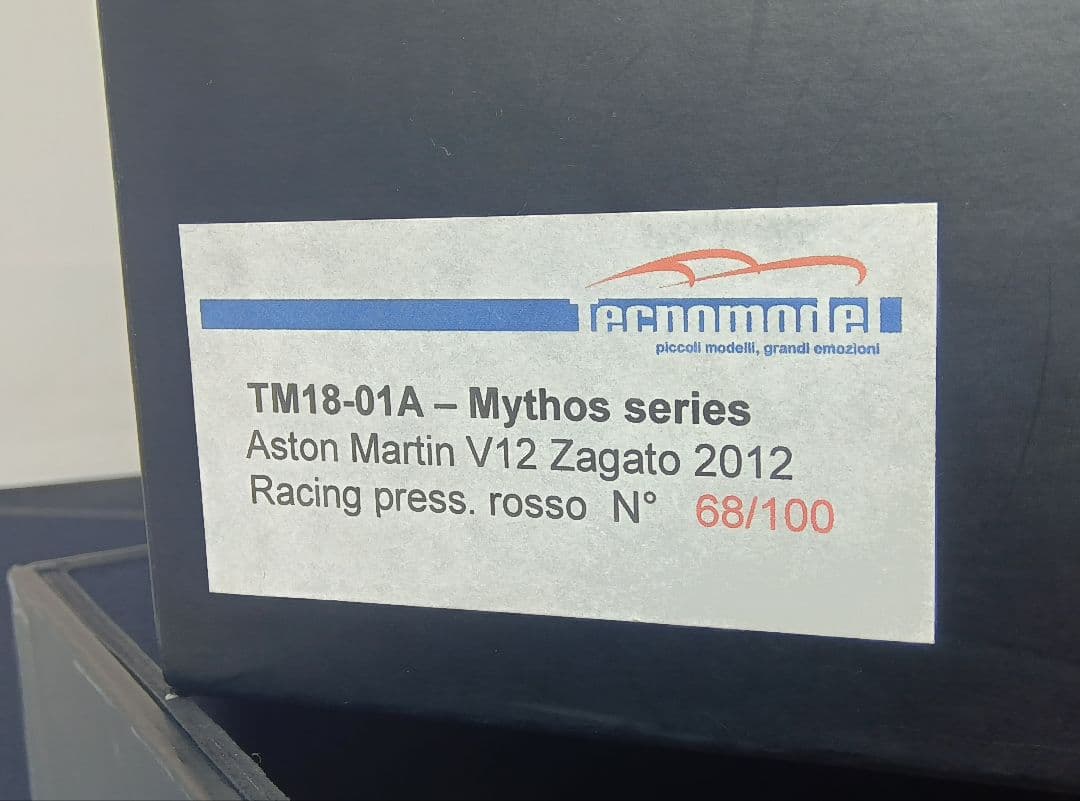 Tecnomodel
piccoli modelli, grandi emozioni
TM18-01A – Mythos series
Aston Martin V12 Zagato 2012
Racing press. rosso N° 68/100